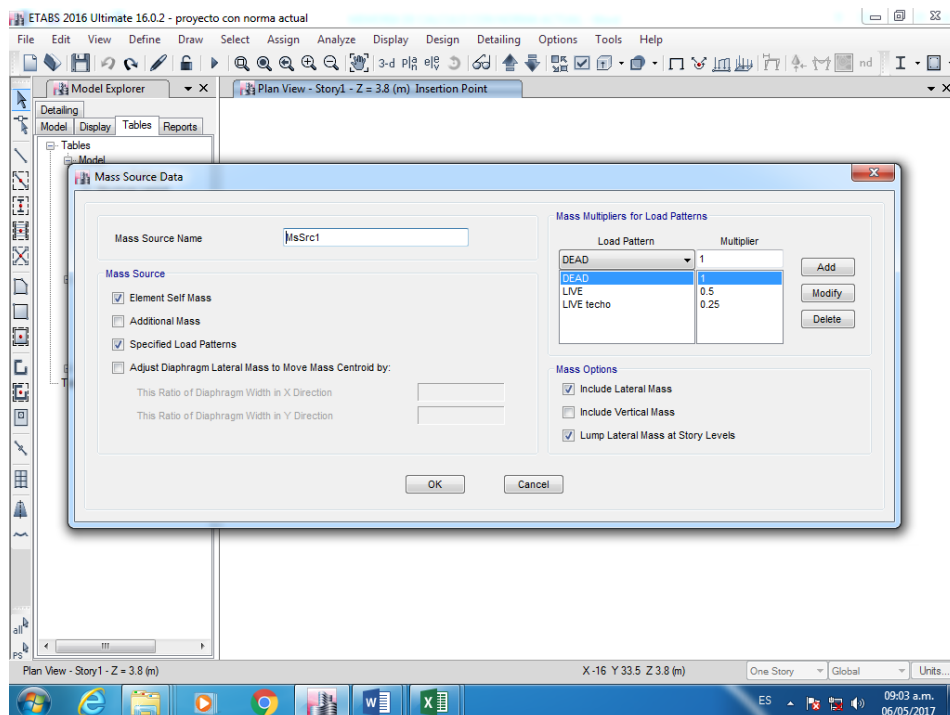 ETABS 2016 Ultimate 16.0.2 - proyecto con norma actual
File Edit View Define Draw Select Assign Analyze Display Design Detailing Options Tools Help
3-d
nd
Model Explorer
Plan View - Story1 - Z = 3.8 (m) Insertion Point
Detailing
Model Display Tables Reports
Tables
Model
Mass Source Data
Mass Source Name
MsSrc1
Mass Source
Element Self Mass
Additional Mass
Specified Load Patterns
Adjust Diaphragm Lateral Mass to Move Mass Centroid by:
This Ratio of Diaphragm Width in X Direction
This Ratio of Diaphragm Width in Y Direction
Mass Multipliers for Load Patterns
Load Pattern Multiplier
DEAD 1
DEAD 1
LIVE 0.5
LIVE techo 0.25
Add
Modify
Delete
Mass Options
Include Lateral Mass
Include Vertical Mass
Lump Lateral Mass at Story Levels
OK Cancel
all
ps
Plan View - Story1 - Z = 3.8 (m) X -16 Y 33.5 Z 3.8 (m) One Story Global Units...
ES
09:03 a.m.
06/05/2017